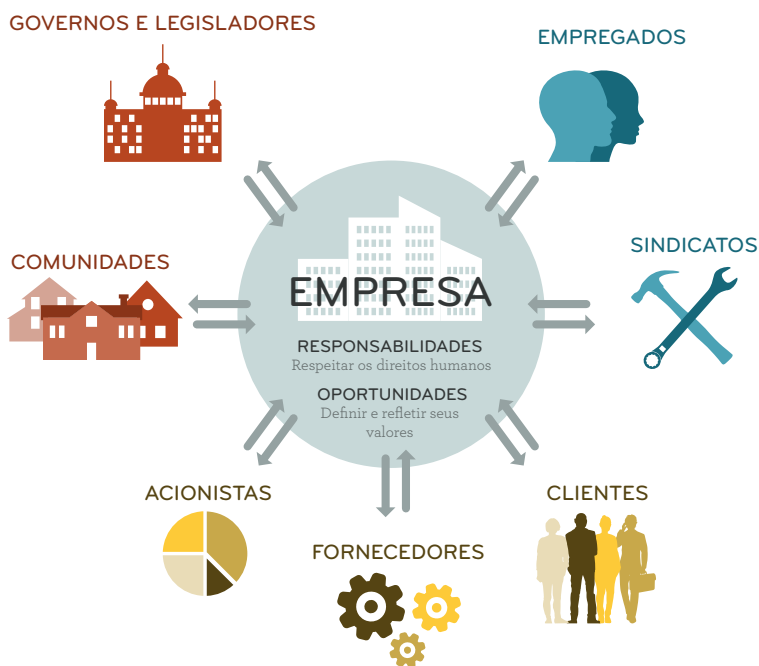 GOVERNOS E LEGISLADORES
EMPREGADOS
COMUNIDADES
SINDICATOS
EMPRESA
RESPONSABILIDADES
Respeitar os direitos humanos
OPORTUNIDADES
Definir e refletir seus
valores
ACIONISTAS
CLIENTES
FORNECEDORES